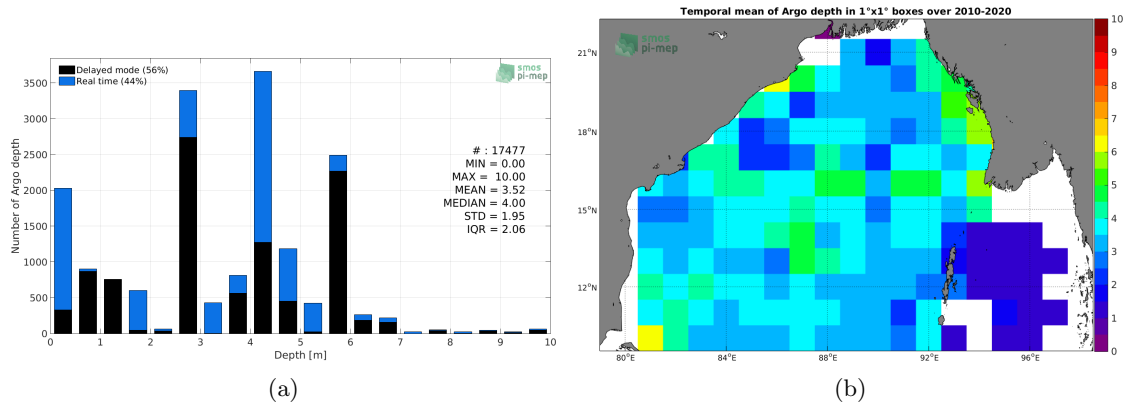 smos
pi-mep
Delayed mode (56%)
Real time (44%)
# : 17477
MIN = 0.00
MAX = 10.00
MEAN = 3.52
MEDIAN = 4.00
STD = 1.95
IQR = 2.06
Number of Argo depth
3500
3000
2500
2000
1500
1000
500
0
0 1 2 3 4 5 6 7 8 9 10
Depth [m]
(a)
Temporal mean of Argo depth in 1°x1° boxes over 2010-2020
smos
pi-mep
21°N
18°N
15°N
12°N
80°E 84°E 88°E 92°E 96°E
10
9
8
7
6
5
4
3
2
1
0
(b)